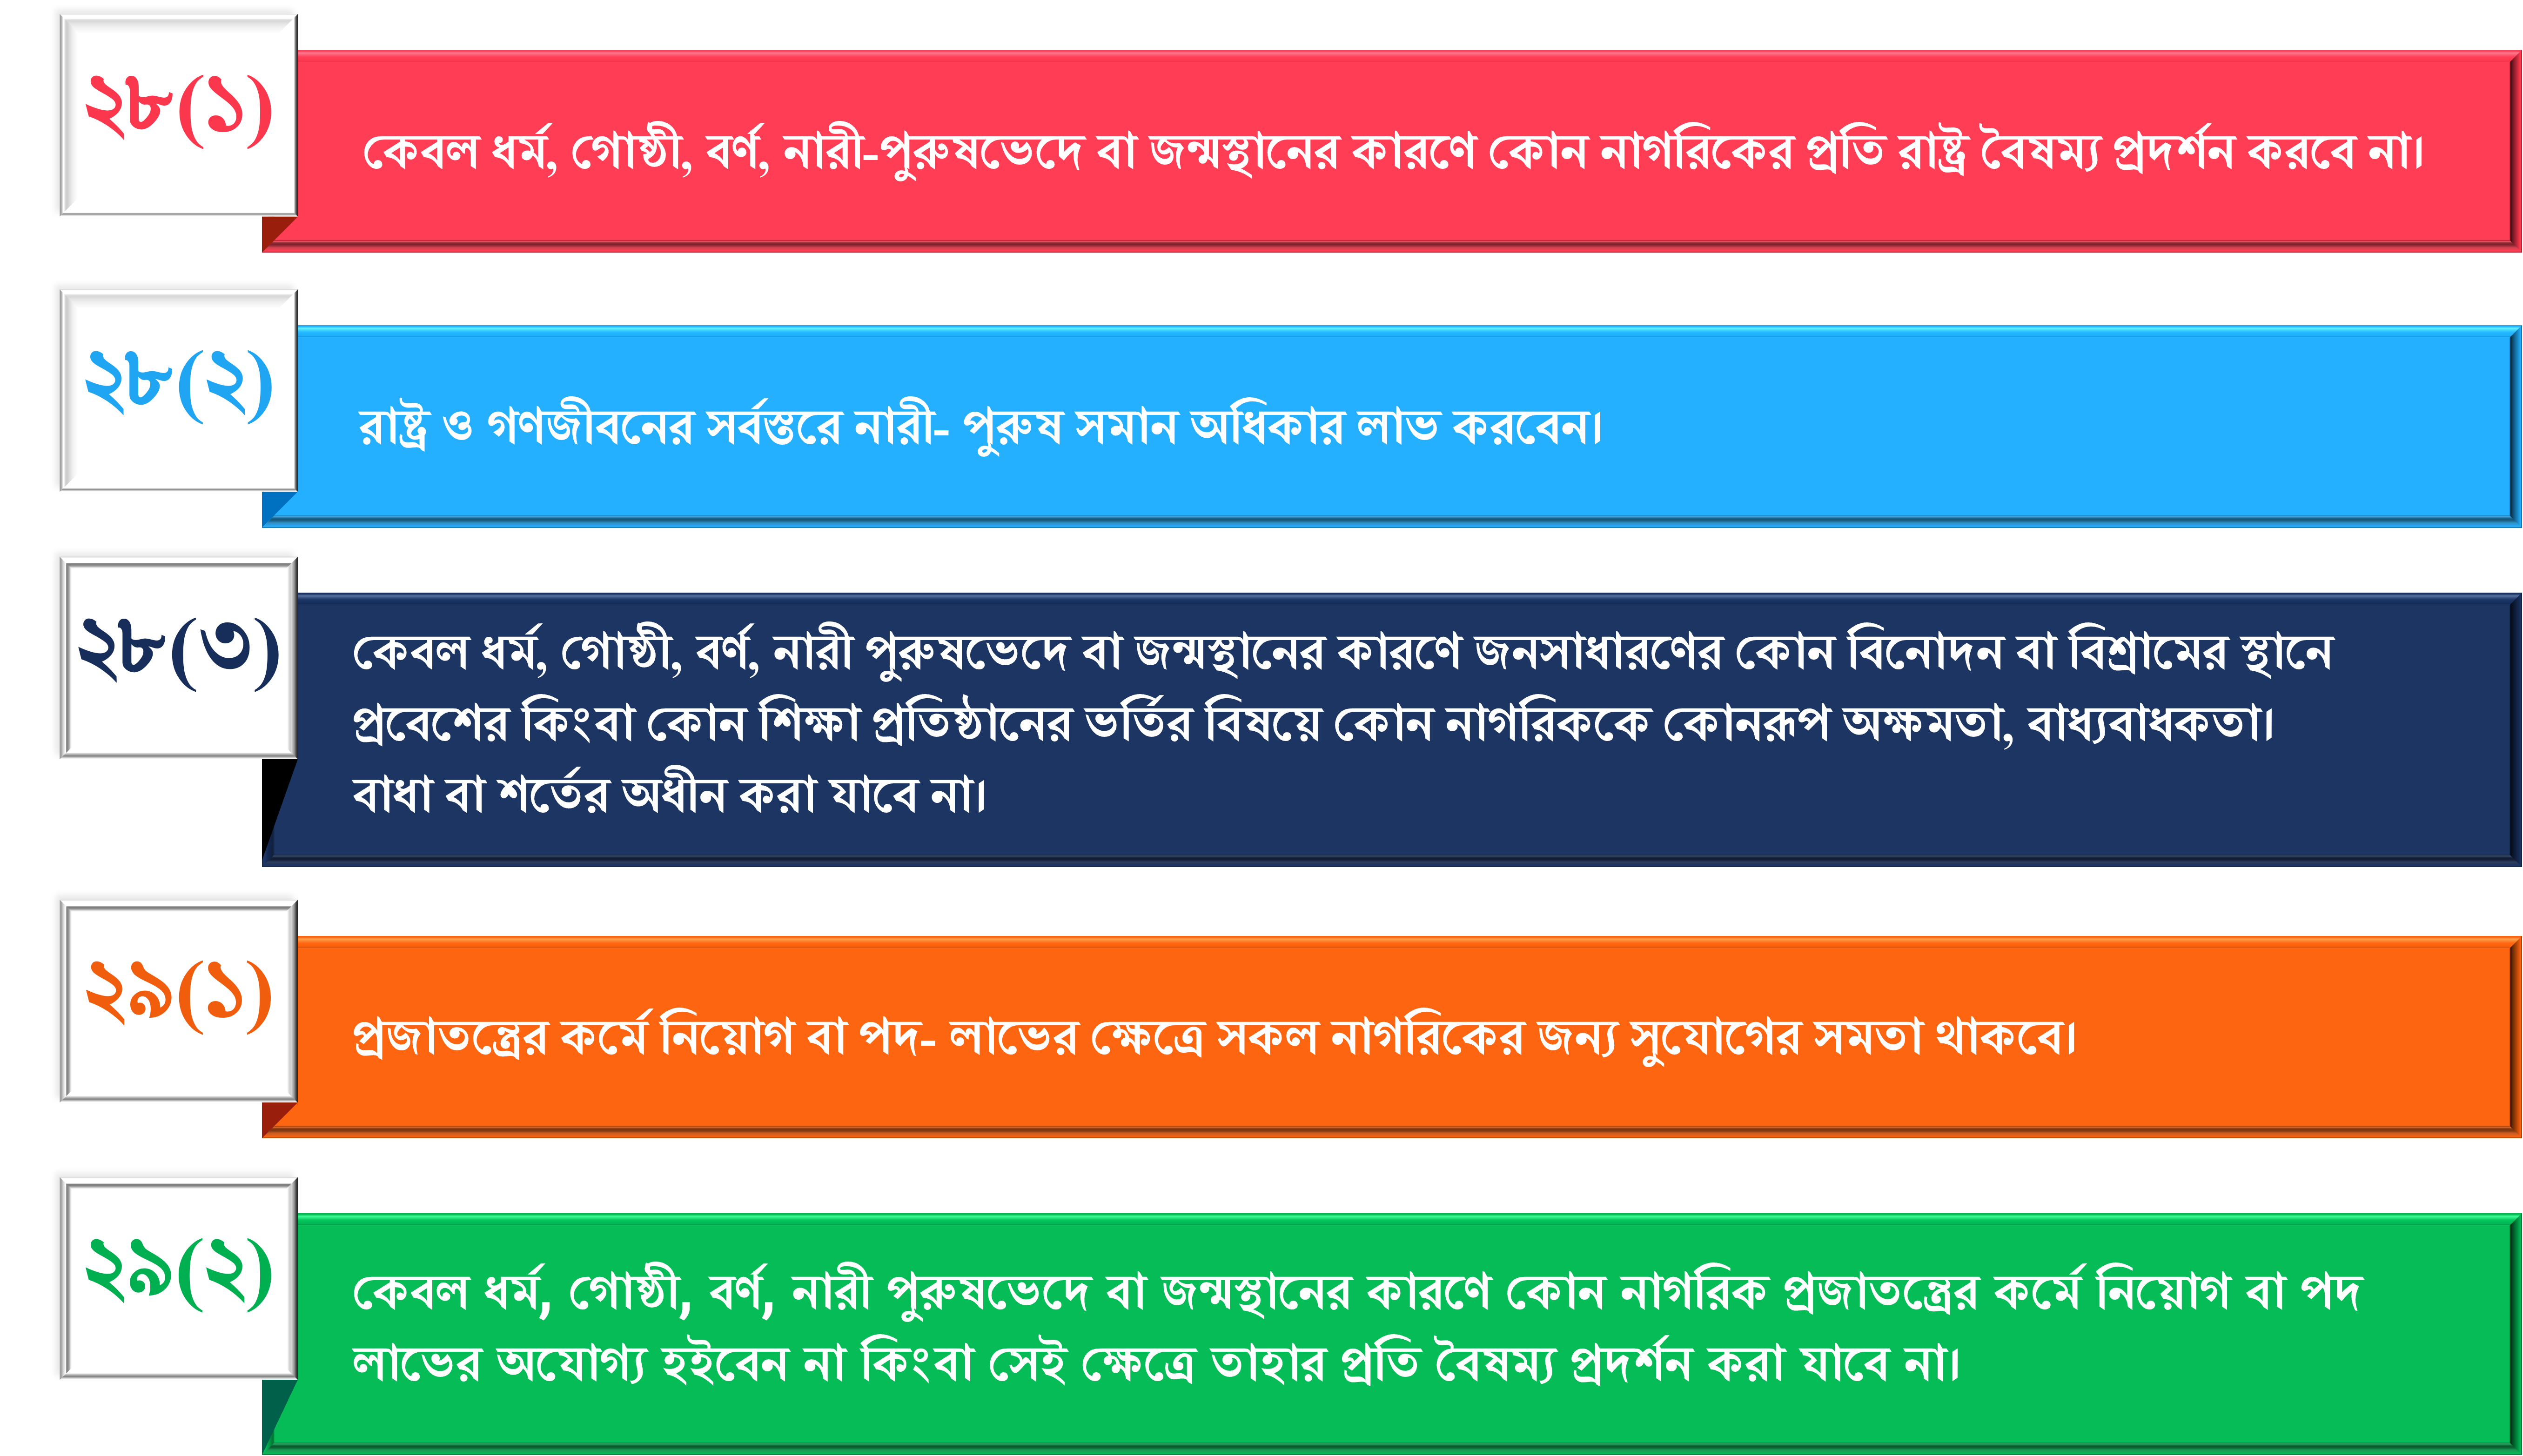 ২৮(১)
কেবল ধর্ম, গোষ্ঠী, বর্ণ, নারী-পুরুষভেদে বা জন্মস্থানের কারণে কোন নাগরিকের প্রতি রাষ্ট্র বৈষম্য প্রদর্শন করবে না।
২৮(২)
রাষ্ট্র ও গণজীবনের সর্বস্তরে নারী- পুরুষ সমান অধিকার লাভ করবেন।
২৮(৩)
কেবল ধর্ম, গোষ্ঠী, বর্ণ, নারী পুরুষভেদে বা জন্মস্থানের কারণে জনসাধারণের কোন বিনোদন বা বিশ্রামের স্থানে
প্রবেশের কিংবা কোন শিক্ষা প্রতিষ্ঠানের ভর্তির বিষয়ে কোন নাগরিককে কোনরূপ অক্ষমতা, বাধ্যবাধকতা।
বাধা বা শর্তের অধীন করা যাবে না।
২৯(১)
প্রজাতন্ত্রের কর্মে নিয়োগ বা পদ- লাভের ক্ষেত্রে সকল নাগরিকের জন্য সুযোগের সমতা থাকবে।
২৯(২)
কেবল ধর্ম, গোষ্ঠী, বর্ণ, নারী পুরুষভেদে বা জন্মস্থানের কারণে কোন নাগরিক প্রজাতন্ত্রের কর্মে নিয়োগ বা পদ
লাভের অযোগ্য হইবেন না কিংবা সেই ক্ষেত্রে তাহার প্রতি বৈষম্য প্রদর্শন করা যাবে না।